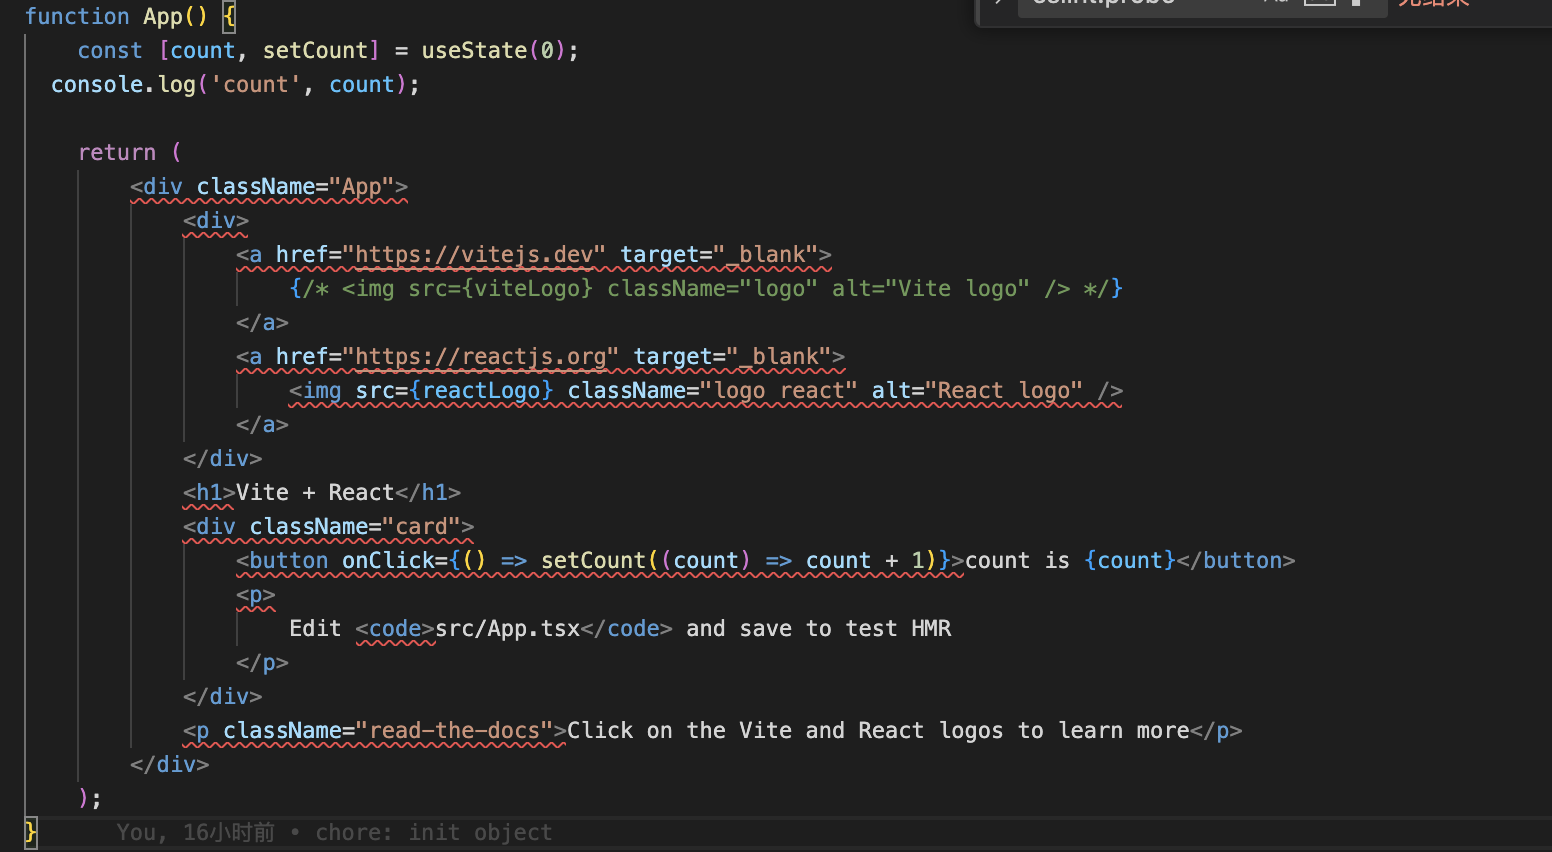 function App() {
    const [count, setCount] = useState(0);
  console.log('count', count);
    return (
        <div className="App">
            <div>
                <a href="https://vitejs.dev" target="_blank">
                    {/* <img src={viteLogo} className="logo" alt="Vite logo" /> */}
                </a>
                <a href="https://reactjs.org" target="_blank">
                    <img src={reactLogo} className="logo react" alt="React logo" />
                </a>
            </div>
            <h1>Vite + React</h1>
            <div className="card">
                <button onClick={() => setCount((count) => count + 1)}>count is {count}</button>
                <p>
                    Edit <code>src/App.tsx</code> and save to test HMR
                </p>
            </div>
            <p className="read-the-docs">Click on the Vite and React logos to learn more</p>
        </div>
    );
}      You, 16小时前 • chore: init object